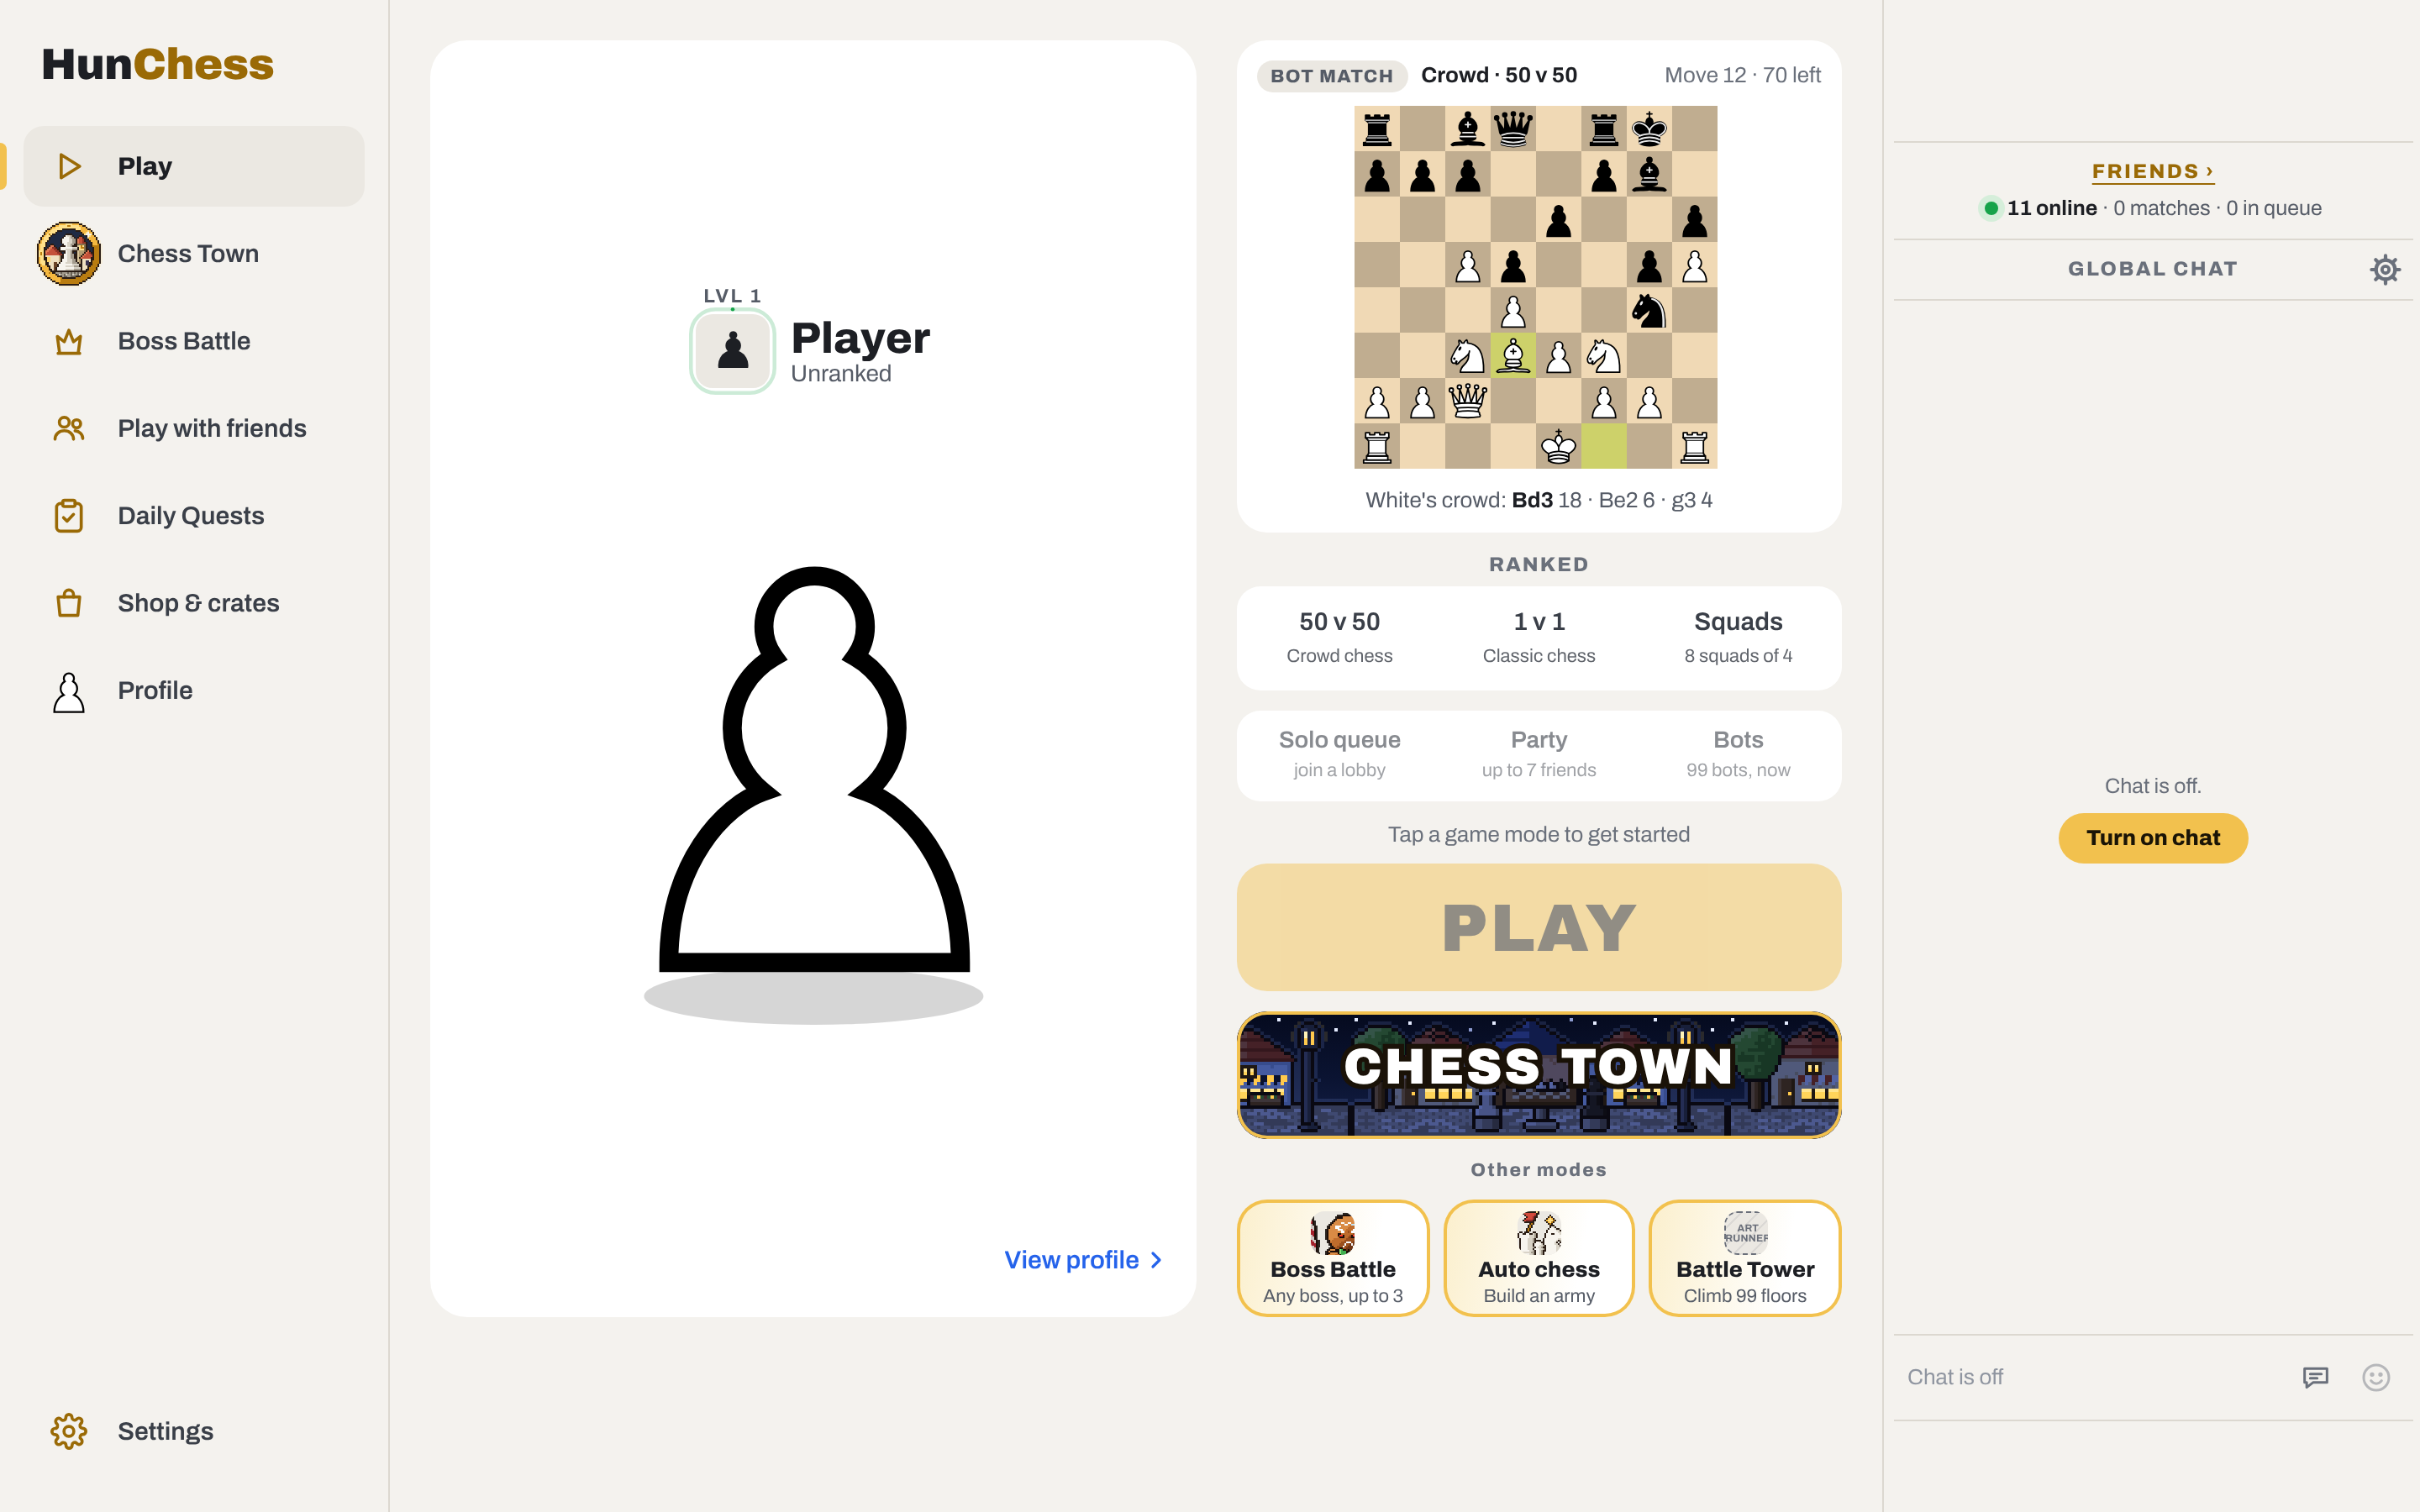 HunChess
Play
Chess Town
Boss Battle
Play with friends
Daily Quests
Shop & crates
Profile
Settings
LVL 1
Player
Unranked
View profile
BOT MATCH Crowd · 50 v 50 Move 12 · 70 left
White's crowd: Bd3 18 · Be2 6 · g3 4
RANKED
50 v 50
Crowd chess
1 v 1
Classic chess
Squads
8 squads of 4
Solo queue
join a lobby
Party
up to 7 friends
Bots
99 bots, now
Tap a game mode to get started
PLAY
CHESS TOWN
Other modes
Boss Battle
Any boss, up to 3
Auto chess
Build an army
ART
RUNNER
Battle Tower
Climb 99 floors
FRIENDS ›
11 online · 0 matches · 0 in queue
GLOBAL CHAT
Chat is off.
Turn on chat
Chat is off